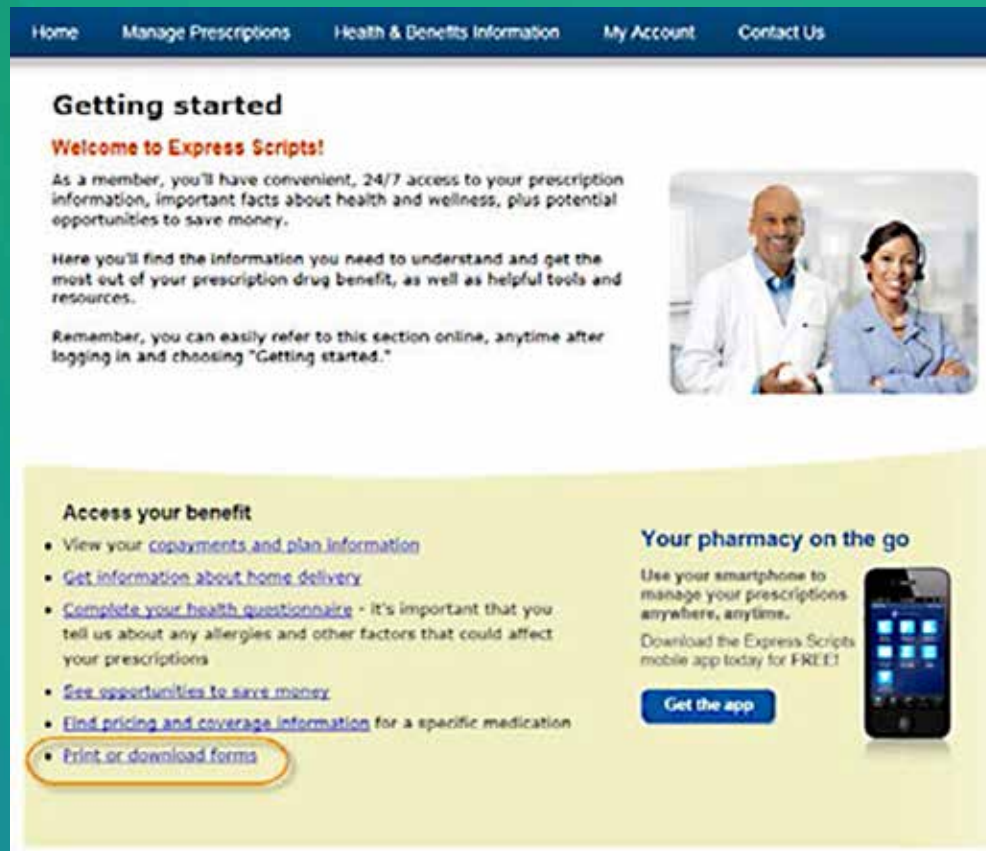 Home Manage Prescriptions Health & Benefits Information My Account Contact Us
Getting started
Welcome to Express Scripts!
As a member, you'll have convenient, 24/7 access to your prescription
information, important facts about health and wellness, plus potential
opportunities to save money.
Here you'll find the information you need to understand and get the
most out of your prescription drug benefit, as well as helpful tools and
resources.
Remember, you can easily refer to this section online, anytime after
logging in and choosing "Getting started."
Access your benefit
• View your copayments and plan information
• Get information about home delivery
• Complete your health questionnaire - it's important that you
tell us about any allergies and other factors that could affect
your prescriptions
• See opportunities to save money
• Find pricing and coverage information for a specific medication
• Print or download forms
Your pharmacy on the go
Use your smartphone to
manage your prescriptions
anywhere, anytime.
Download the Express Scripts
mobile app today for FREE!
Get the app